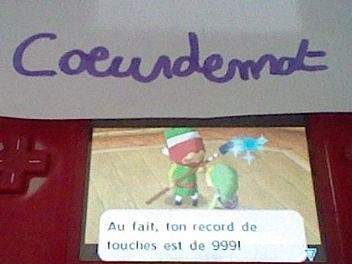 Coeurdemot
Au fait, ton record de
touches est de 999!